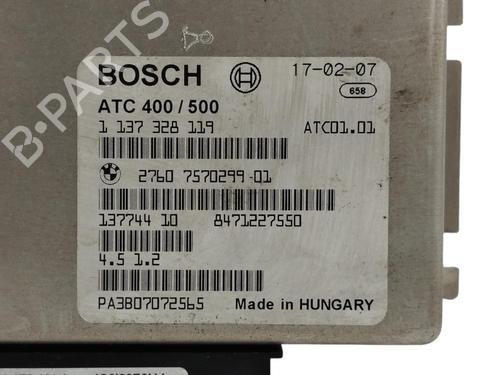 B-PARTS
BOSCH 17-02-07
658
ATC 400 / 500
1 137 328 119 ATC01.01
2760 7570299-01
137744 10 8471227550
4.5 1.2
PA3B07072565 Made in HUNGARY